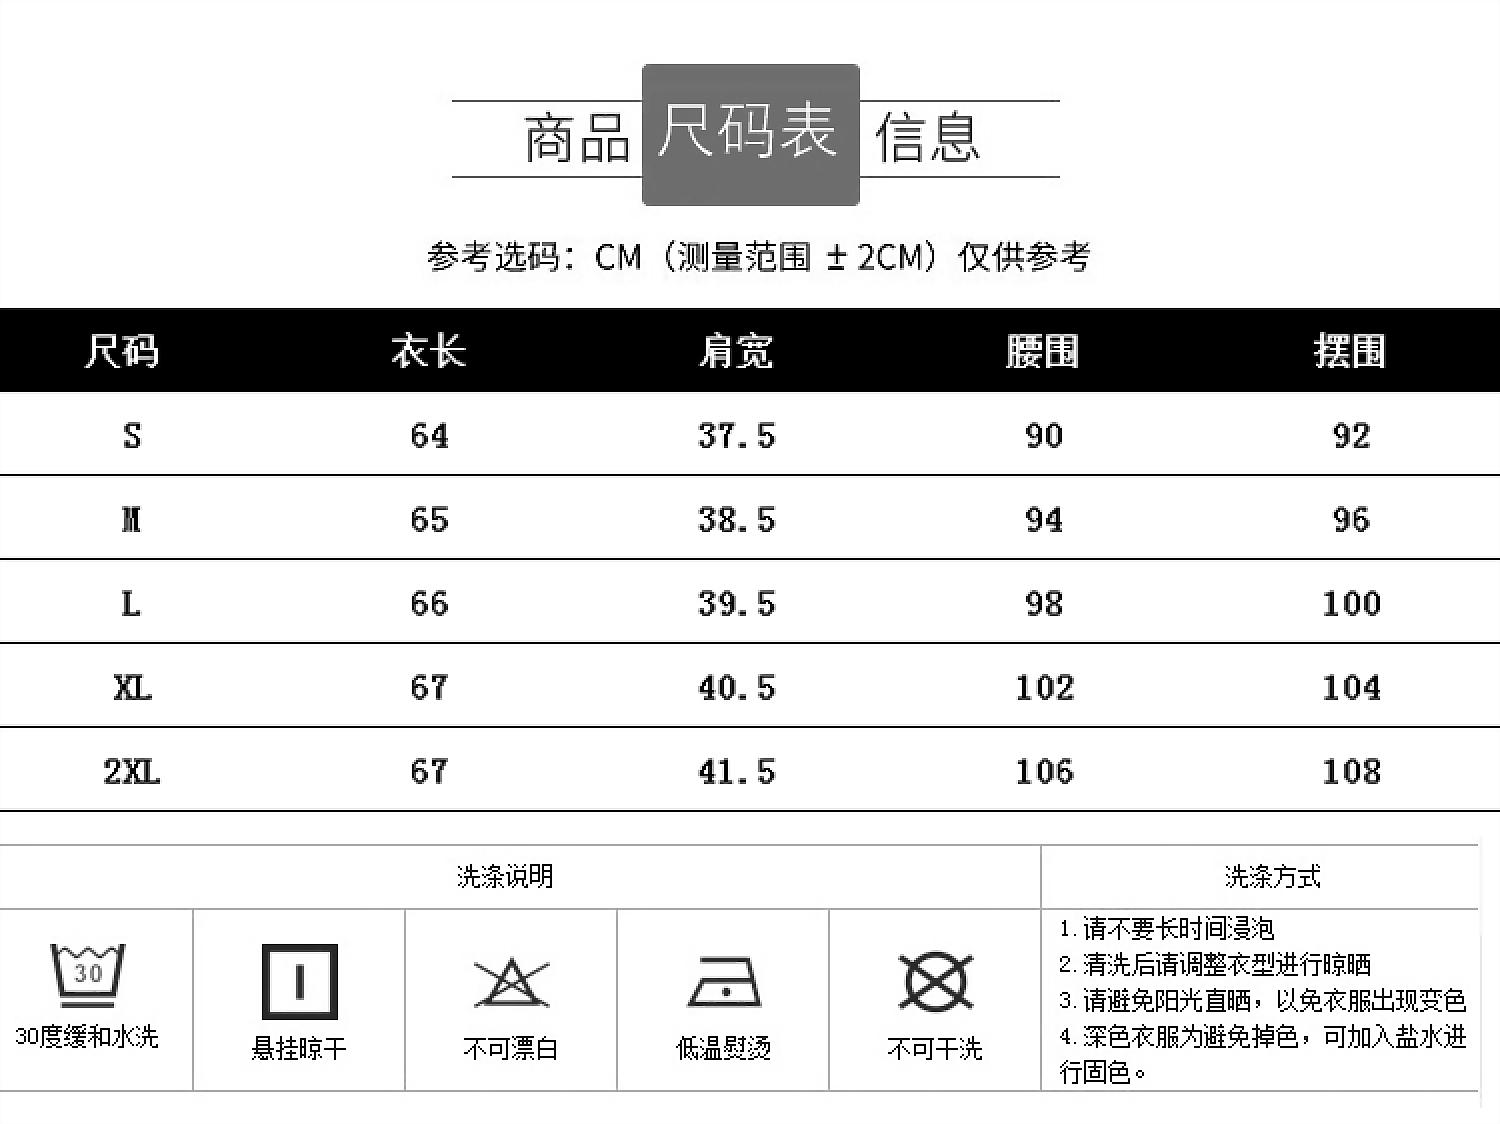 商品 尺码表 信息
参考选码：CM（测量范围 ± 2CM）仅供参考
尺码 衣长 肩宽 腰围 摆围
S 64 37.5 90 92
M 65 38.5 94 96
L 66 39.5 98 100
XL 67 40.5 102 104
2XL 67 41.5 106 108
洗涤说明 洗涤方式
30
30度缓和水洗 悬挂晾干 不可漂白 低温熨烫 不可干洗
1. 请不要长时间浸泡
2. 清洗后请调整衣型进行晾晒
3. 请避免阳光直晒，以免衣服出现变色
4. 深色衣服为避免掉色，可加入盐水进
行固色。